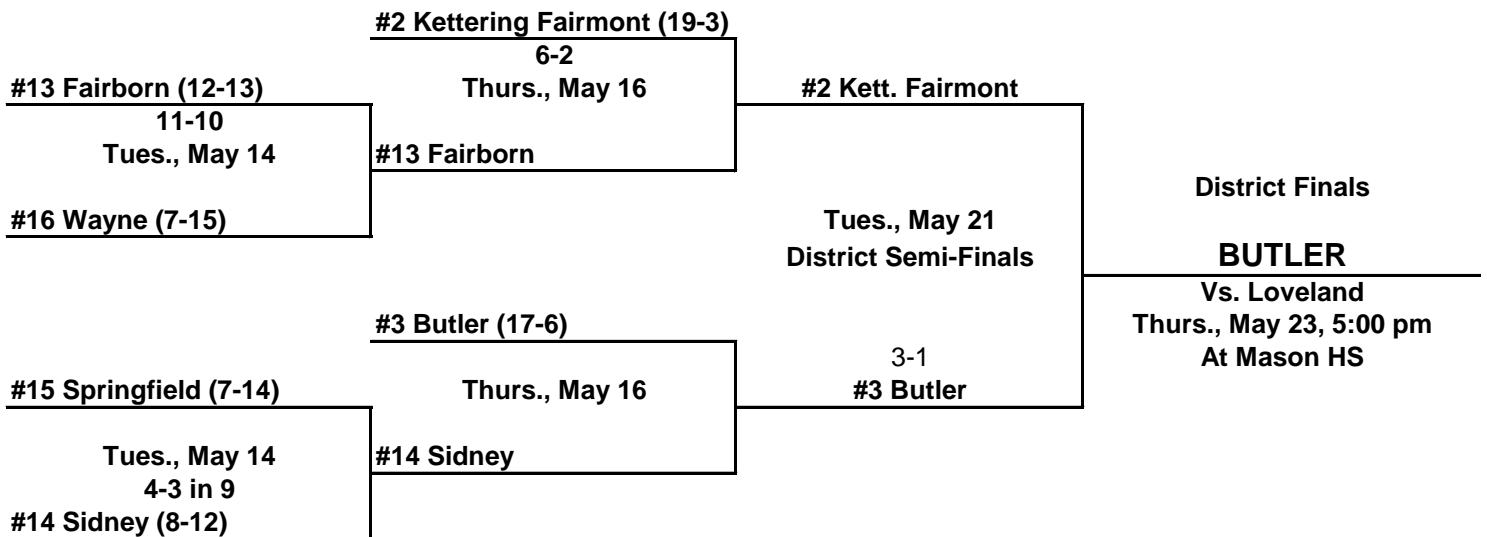 #2 Kettering Fairmont (19-3)
6-2
#13 Fairborn (12-13)
Thurs., May 16
#2 Kett. Fairmont
11-10
Tues., May 14
#13 Fairborn
District Finals
#16 Wayne (7-15)
Tues., May 21
District Semi-Finals
BUTLER
Vs. Loveland
#3 Butler (17-6)
Thurs., May 23, 5:00 pm
3-1
At Mason HS
#15 Springfield (7-14)
Thurs., May 16
#3 Butler
Tues., May 14
#14 Sidney
4-3 in 9
#14 Sidney (8-12)